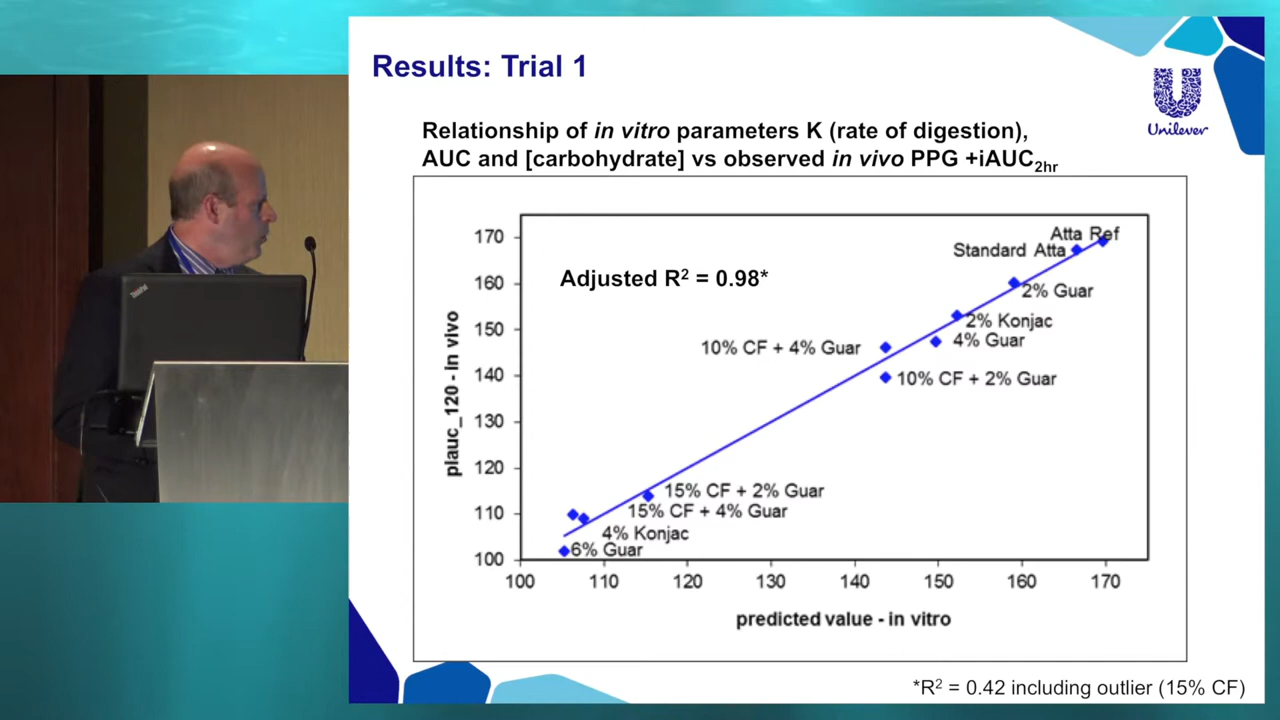 Results: Trial 1
Unilever
Relationship of in vitro parameters K (rate of digestion),
AUC and [carbohydrate] vs observed in vivo PPG +iAUC2hr
Adjusted R² = 0.98*
plauc_120 - in vivo
170
160
150
140
130
120
110
100
Atta Ref
Standard Atta
2% Guar
2% Konjac
4% Guar
10% CF + 4% Guar
10% CF + 2% Guar
15% CF + 2% Guar
15% CF + 4% Guar
4% Konjac
6% Guar
100 110 120 130 140 150 160 170
predicted value - in vitro
*R² = 0.42 including outlier (15% CF)
ThinkPad